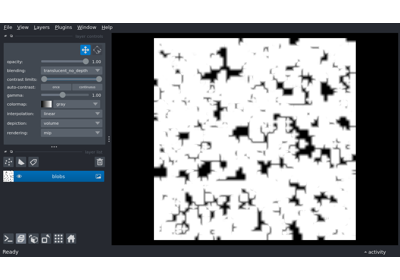 File View Layers Plugins Window Help
opacity: 1.00
blending: translucent_no_depth
contrast limits:
auto-contrast: once continuous
gamma: 1.00
colormap: gray
interpolation: linear
depiction: volume
rendering: mip
blobs
Ready
activity